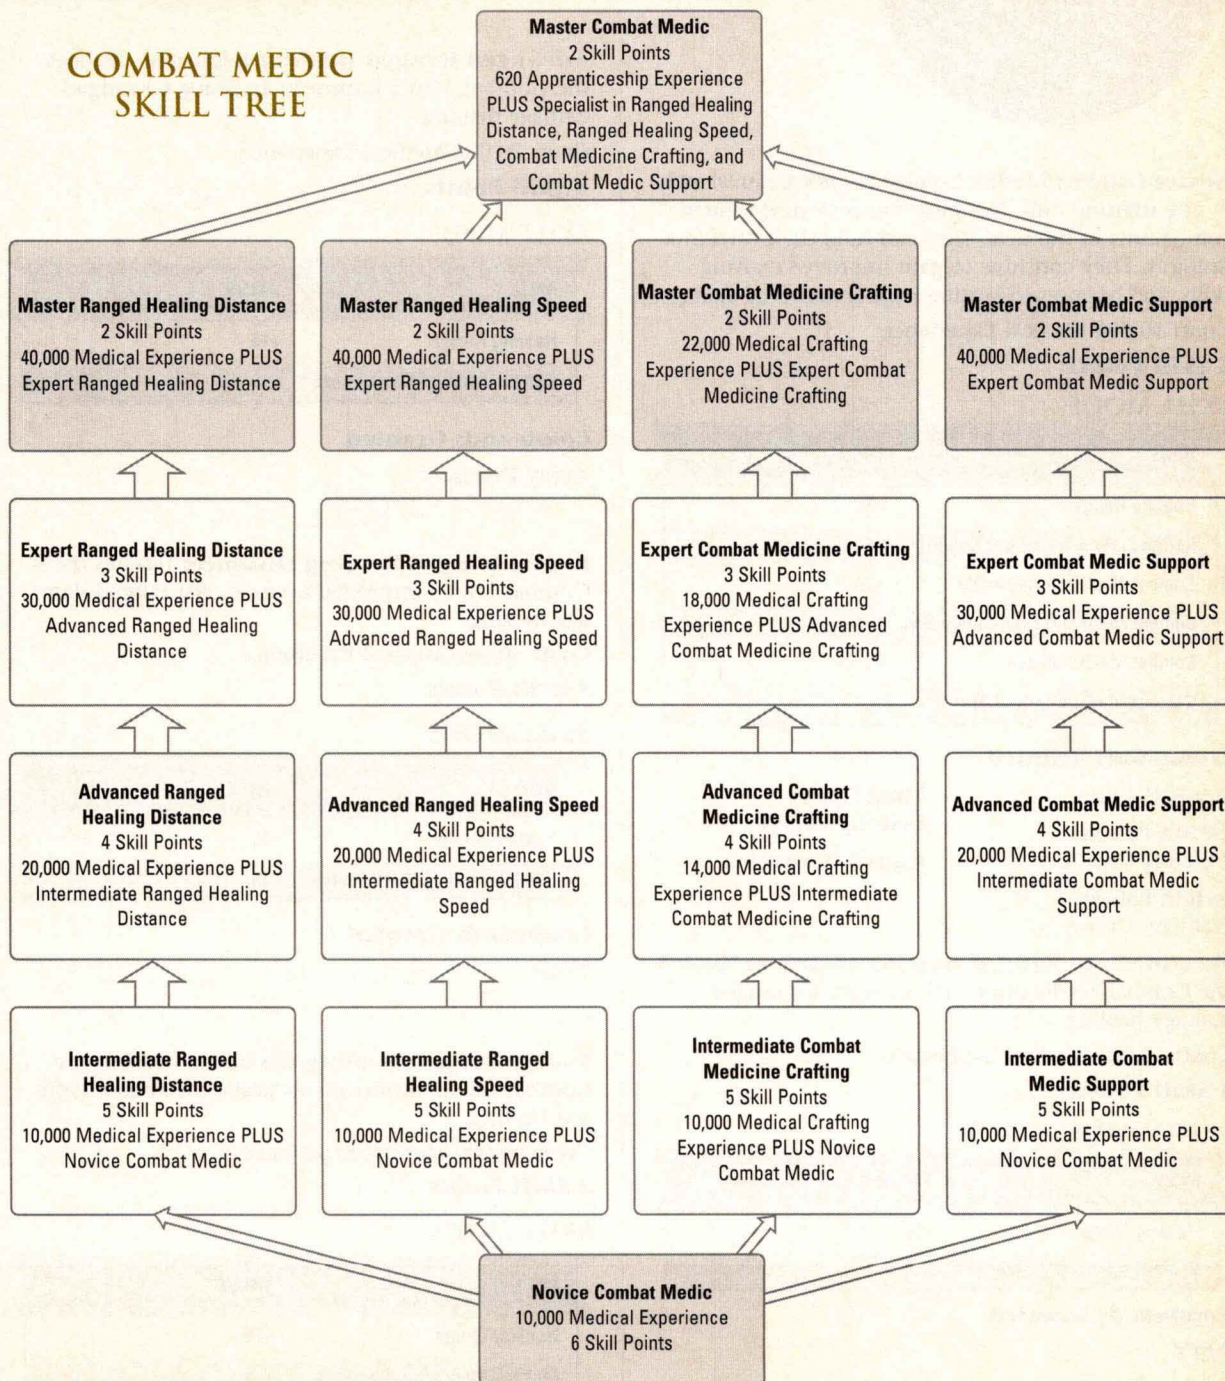 COMBAT MEDIC
SKILL TREE
Master Combat Medic
2 Skill Points
620 Apprenticeship Experience
PLUS Specialist in Ranged Healing
Distance, Ranged Healing Speed,
Combat Medicine Crafting, and
Combat Medic Support
Master Ranged Healing Distance
2 Skill Points
40,000 Medical Experience PLUS
Expert Ranged Healing Distance
Master Ranged Healing Speed
2 Skill Points
40,000 Medical Experience PLUS
Expert Ranged Healing Speed
Master Combat Medicine Crafting
2 Skill Points
22,000 Medical Crafting
Experience PLUS Expert Combat
Medicine Crafting
Master Combat Medic Support
2 Skill Points
40,000 Medical Experience PLUS
Expert Combat Medic Support
Expert Ranged Healing Distance
3 Skill Points
30,000 Medical Experience PLUS
Advanced Ranged Healing
Distance
Expert Ranged Healing Speed
3 Skill Points
30,000 Medical Experience PLUS
Advanced Ranged Healing Speed
Expert Combat Medicine Crafting
3 Skill Points
18,000 Medical Crafting
Experience PLUS Advanced
Combat Medicine Crafting
Expert Combat Medic Support
3 Skill Points
30,000 Medical Experience PLUS
Advanced Combat Medic Support
Advanced Ranged
Healing Distance
4 Skill Points
20,000 Medical Experience PLUS
Intermediate Ranged Healing
Distance
Advanced Ranged Healing Speed
4 Skill Points
20,000 Medical Experience PLUS
Intermediate Ranged Healing
Speed
Advanced Combat
Medicine Crafting
4 Skill Points
14,000 Medical Crafting
Experience PLUS Intermediate
Combat Medicine Crafting
Advanced Combat Medic Support
4 Skill Points
20,000 Medical Experience PLUS
Intermediate Combat Medic
Support
Intermediate Ranged
Healing Distance
5 Skill Points
10,000 Medical Experience PLUS
Novice Combat Medic
Intermediate Ranged
Healing Speed
5 Skill Points
10,000 Medical Experience PLUS
Novice Combat Medic
Intermediate Combat
Medicine Crafting
5 Skill Points
10,000 Medical Crafting
Experience PLUS Novice
Combat Medic
Intermediate Combat
Medic Support
5 Skill Points
10,000 Medical Experience PLUS
Novice Combat Medic
Novice Combat Medic
10,000 Medical Experience
6 Skill Points